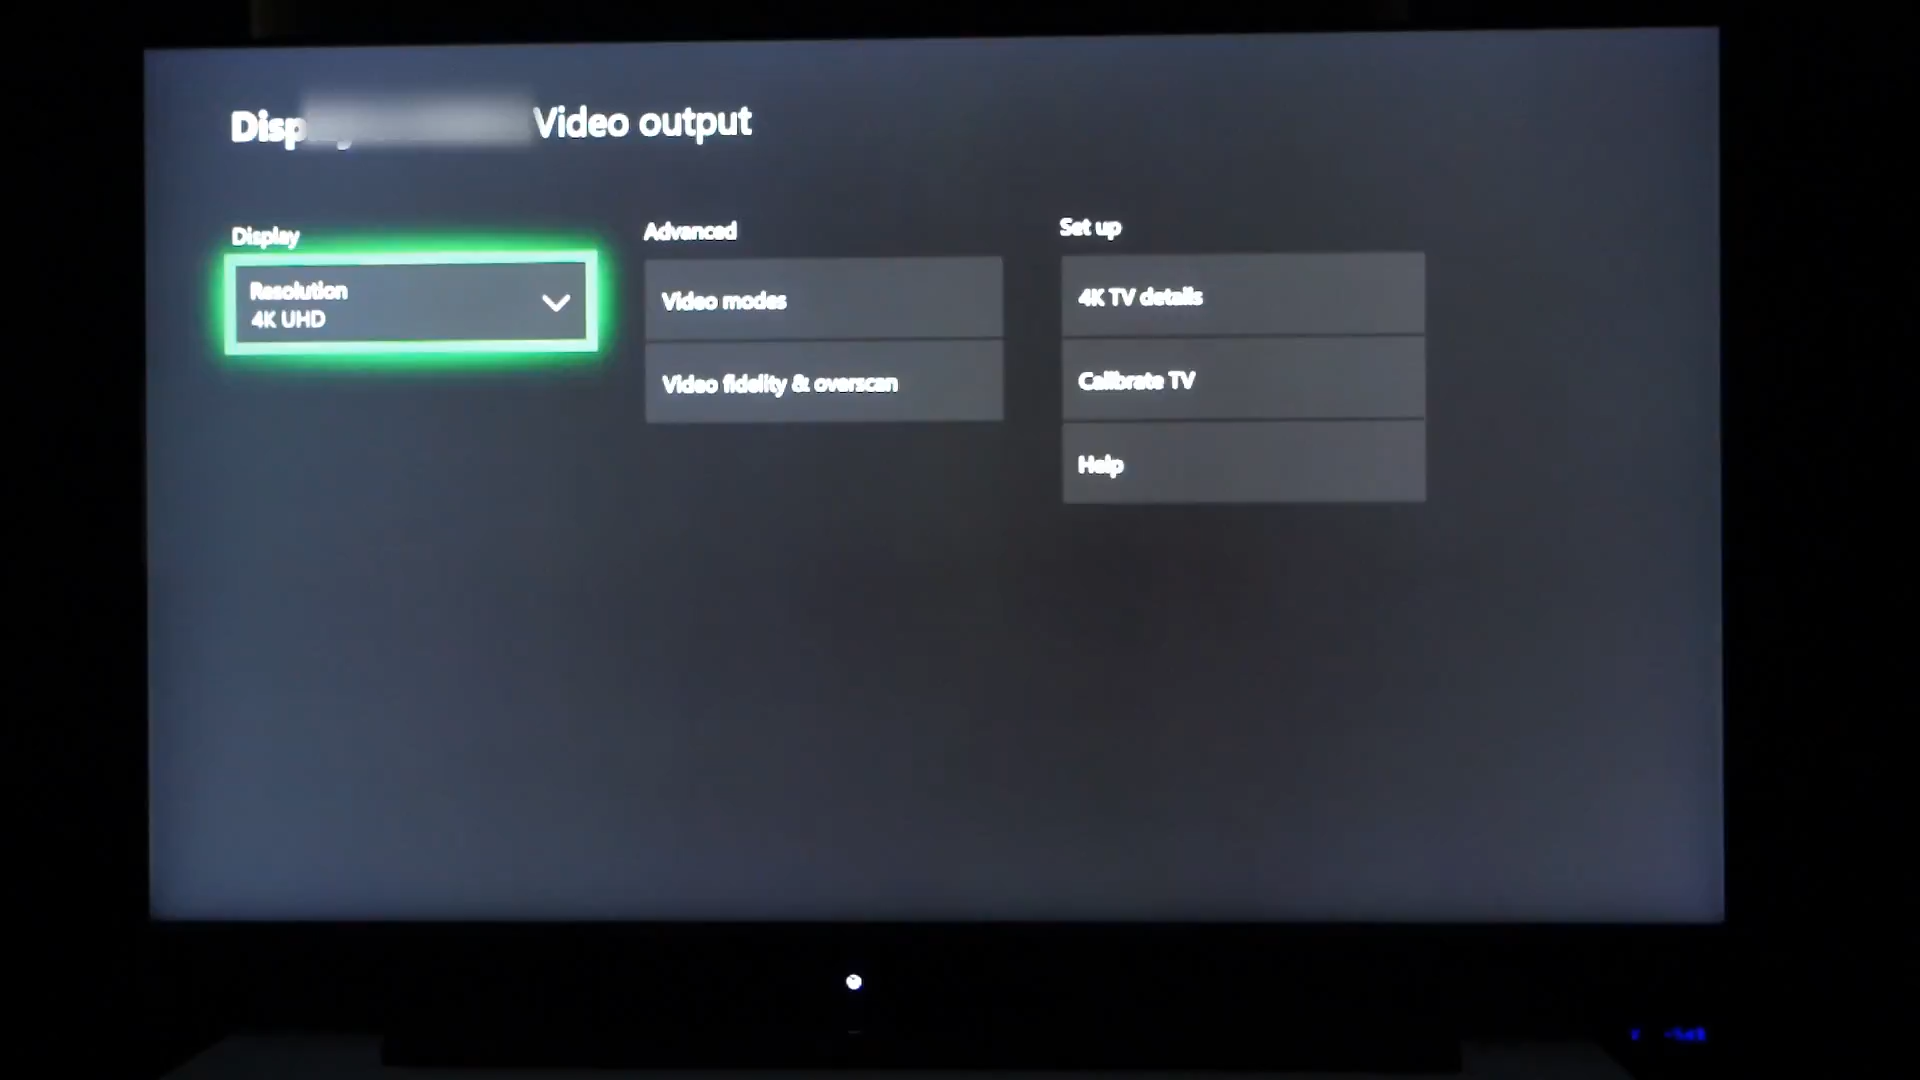 Video output
Display
Resolution
4K UHD
Advanced
Video modes
Video fidelity & overscan
Set up
4K TV details
Calibrate TV
Help